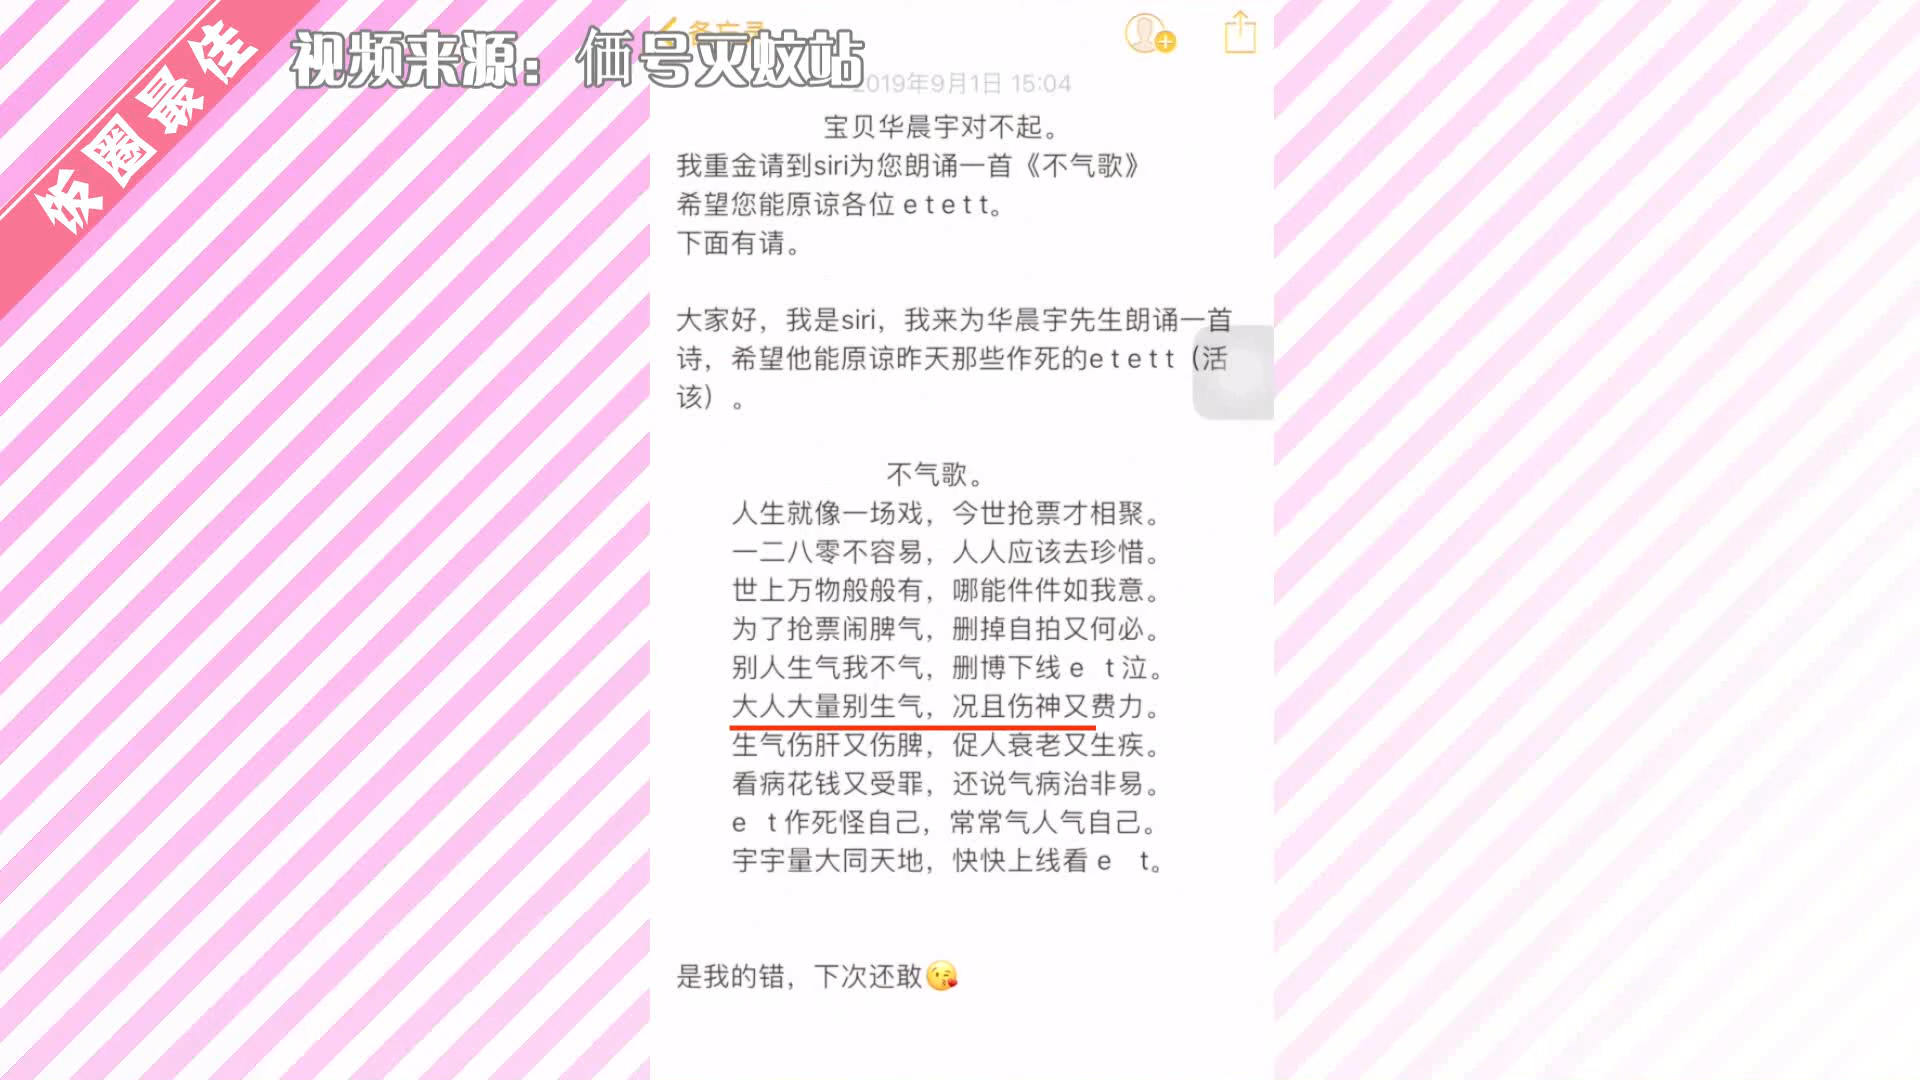 饭圈最佳
视频来源：価号灭蚊站
备忘录
2019年9月1日 15:04
宝贝华晨宇对不起。
我重金请到siri为您朗诵一首《不气歌》
希望您能原谅各位 e t e t t。
下面有请。
大家好，我是siri，我来为华晨宇先生朗诵一首
诗，希望他能原谅昨天那些作死的e t e t t（活
该）。
不气歌。
人生就像一场戏，今世抢票才相聚。
一二八零不容易，人人应该去珍惜。
世上万物般般有，哪能件件如我意。
为了抢票闹脾气，删掉自拍又何必。
别人生气我不气，删博下线 e t 泣。
大人大量别生气，况且伤神又费力。
生气伤肝又伤脾，促人衰老又生疾。
看病花钱又受罪，还说气病治非易。
e t 作死怪自己，常常气人气自己。
宇宇量大同天地，快快上线看 e t。
是我的错，下次还敢😘